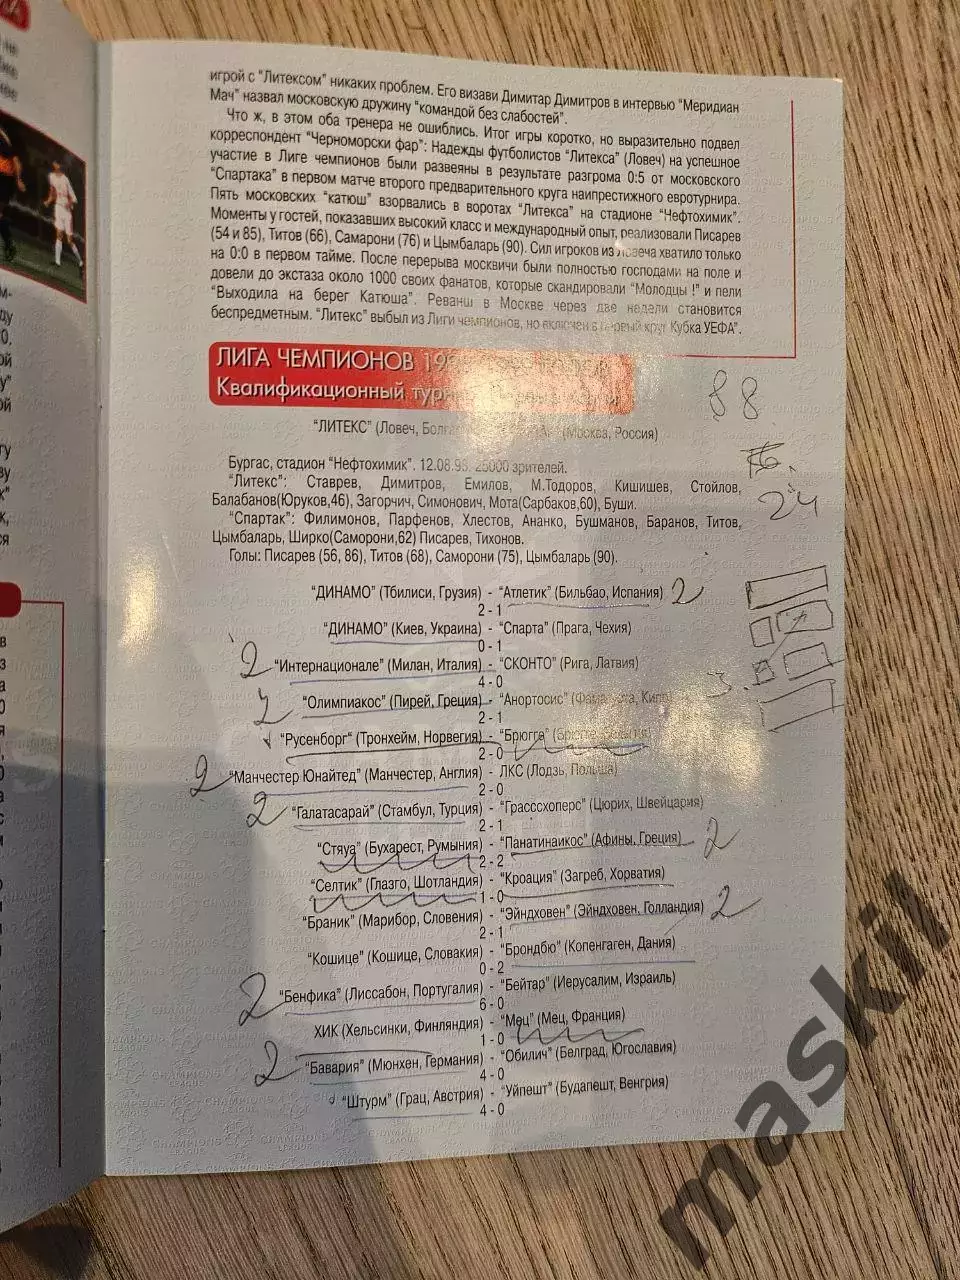 игрой с "Литексом" никаких проблем. Его визави Димитар Димитров в интервью "Меридиан
Мач" назвал московскую дружину "командой без слабостей".
Что ж, в этом оба тренера не ошиблись. Итог игры коротко, но выразительно подвел
корреспондент "Черноморски фар": Надежды футболистов "Литекса" (Ловеч) на успешное
участие в Лиге чемпионов были развеяны в результате разгрома 0:5 от московского
"Спартака" в первом матче второго предварительного круга наипрестижного евротурнира.
Пять московских "катюш" взорвались в воротах "Литекса" на стадионе "Нефтохимик".
Моменты у гостей, показавших высокий класс и международный опыт, реализовали Писарев
(54 и 85), Титов (66), Самарони (76) и Цымбаларь (90). Сил игроков из Ловеча хватило только
на 0:0 в первом тайме. После перерыва москвичи были полностью господами на поле и
довели до экстаза около 1000 своих фанатов, которые скандировали "Молодцы !" и пели
"Выходила на берег Катюша". Реванш в Москве через две недели становится
беспредметным. "Литекс" выбыл из Лиги чемпионов, но включен в первый круг Кубка УЕФА".
ЛИГА ЧЕМПИОНОВ
Квалификационный
88
"ЛИТЕКС" (Ловеч, (Москва, Россия)
Бургас, стадион "Нефтохимик". 12.08.98. 25000 зрителей.
"Литекс": Ставрев, Димитров, Емилов, М.Тодоров, Кишишев, Стойлов,
Балабанов(Юруков,46), Загорчич, Симонович, Мота(Сарбаков,60), Буши.
24
"Спартак": Филимонов, Парфенов, Хлестов, Ананко, Бушманов, Баранов, Титов,
Цымбаларь, Ширко(Саморони,62) Писарев, Тихонов.
Голы: Писарев (56, 86), Титов (68), Саморони (75), Цымбаларь (90).
"ДИНАМО" (Тбилиси, Грузия) - "Атлетик" (Бильбао, Испания) 2
2 - 1
"ДИНАМО" (Киев, Украина) - "Спарта" (Прага, Чехия)
0 - 1
2 "Интернационале" (Милан, Италия) - "СКОНТО" (Рига, Латвия)
4 - 0
2 "Олимпиакос" (Пирей, Греция) - "Анортосис"
2 - 1
"Русенборг" (Тронхейм, Норвегия) - "Брюгге"
2 - 0
2 "Манчестер Юнайтед" (Манчестер, Англия) - ЛКС (Лодзь, Польша)
2 - 0
2 "Галатасарай" (Стамбул, Турция) - "Грасссхоперс" (Цюрих, Швейцария)
2 - 1
"Стяуа" (Бухарест, Румыния) - "Панатинаикос" (Афины, Греция) 2
2 - 2
"Селтик" (Глазго, Шотландия) - "Кроация" (Загреб, Хорватия)
1 - 0
"Браник" (Марибор, Словения) - "Эйндховен" (Эйндховен, Голландия) 2
2 - 1
"Кошице" (Кошице, Словакия) - "Брондбю" (Копенгаген, Дания)
0 - 2
2 "Бенфика" (Лиссабон, Португалия) - "Бейтар" (Иерусалим, Израиль)
6 - 0
ХИК (Хельсинки, Финляндия) - "Мец" (Мец, Франция)
1 - 0
2 "Бавария" (Мюнхен, Германия) - "Обилич" (Белград, Югославия)
4 - 0
"Штурм" (Грац, Австрия) - "Уйпешт" (Будапешт, Венгрия)
4 - 0
maskil